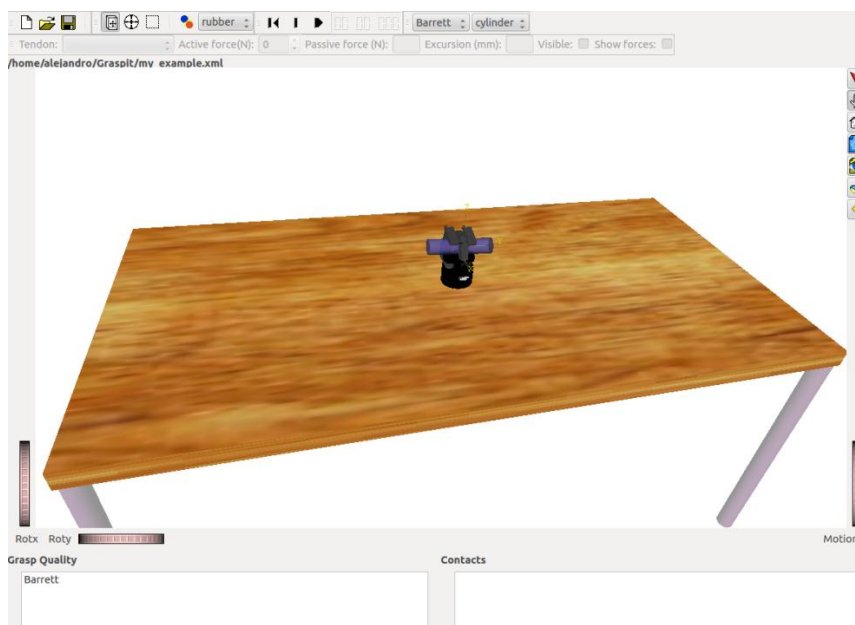 rubber Barrett cylinder
Tendon: Active force(N): 0 Passive force (N): Excursion (mm): Visible: Show forces:
/home/alejandro/Graspit/my_example.xml
Rotx Roty Motion
Grasp Quality Contacts
Barrett